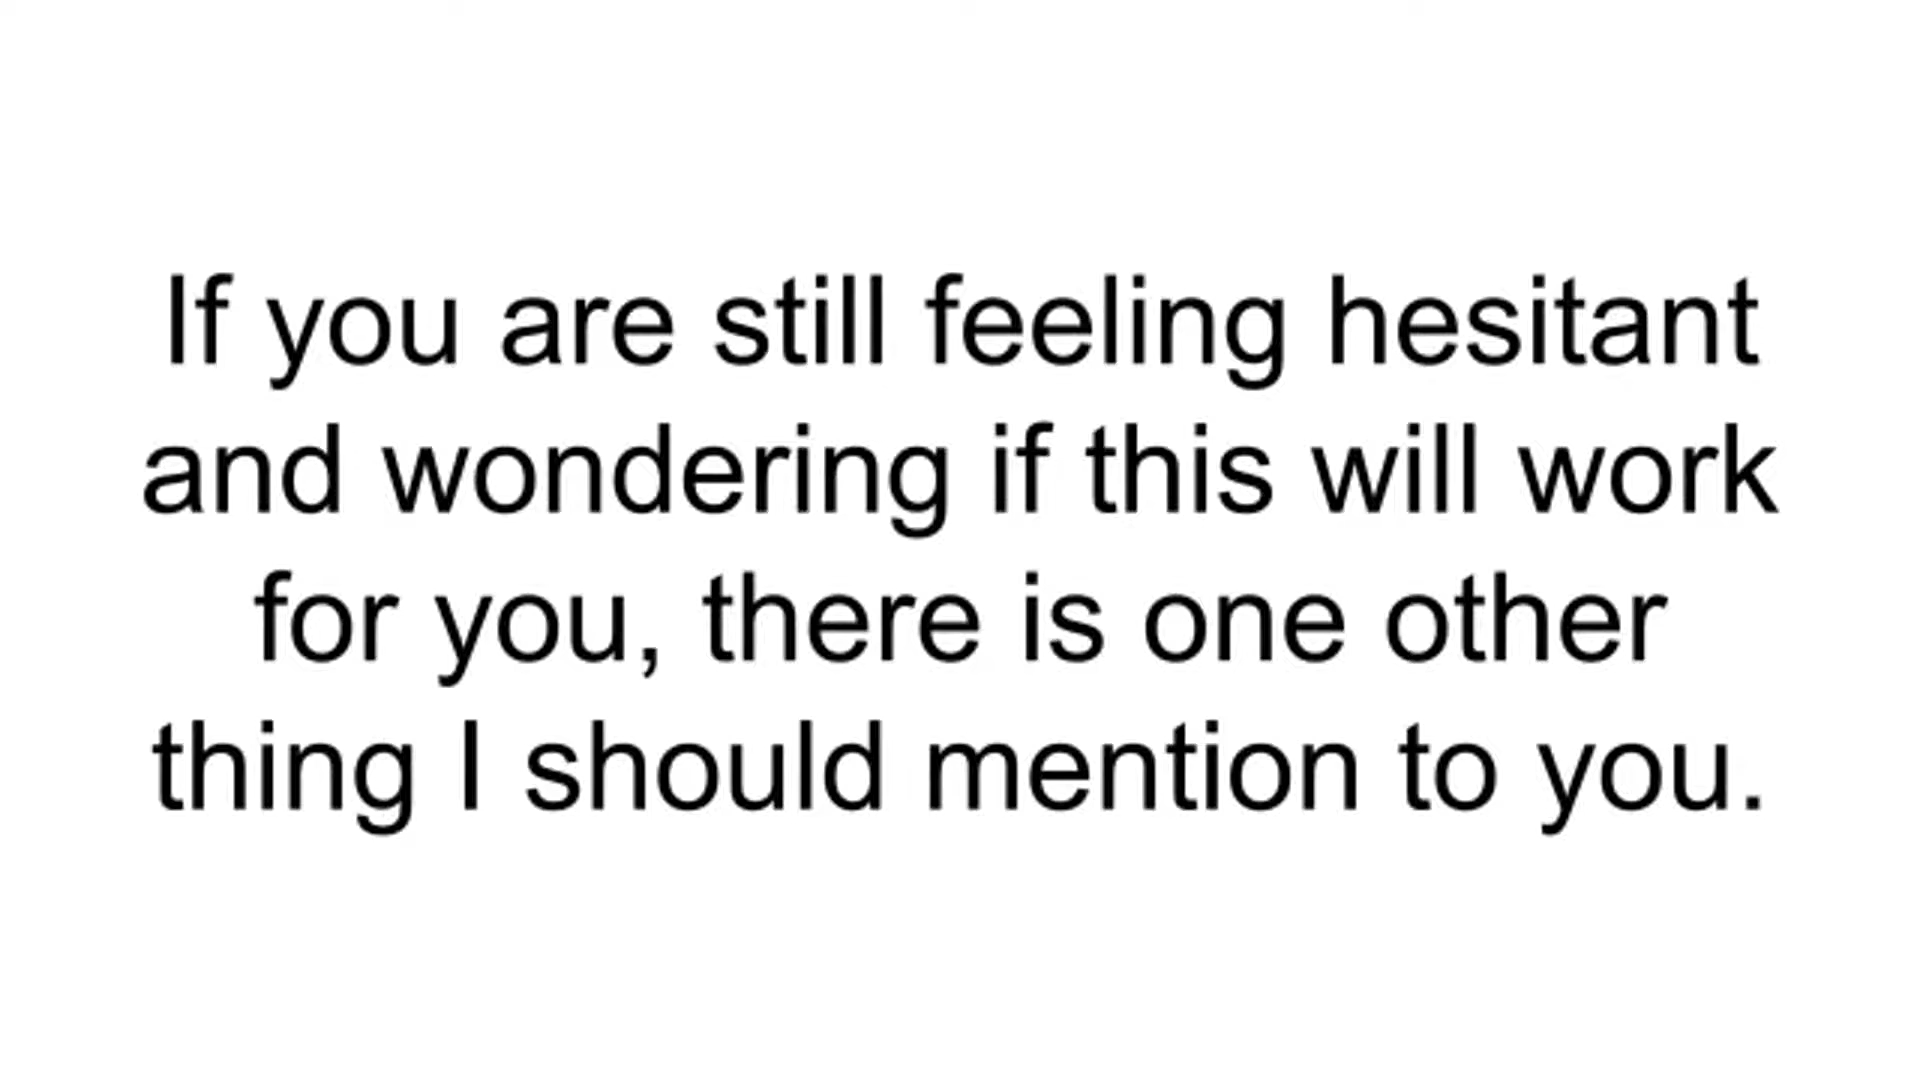 If you are still feeling hesitant
and wondering if this will work
for you, there is one other
thing I should mention to you.